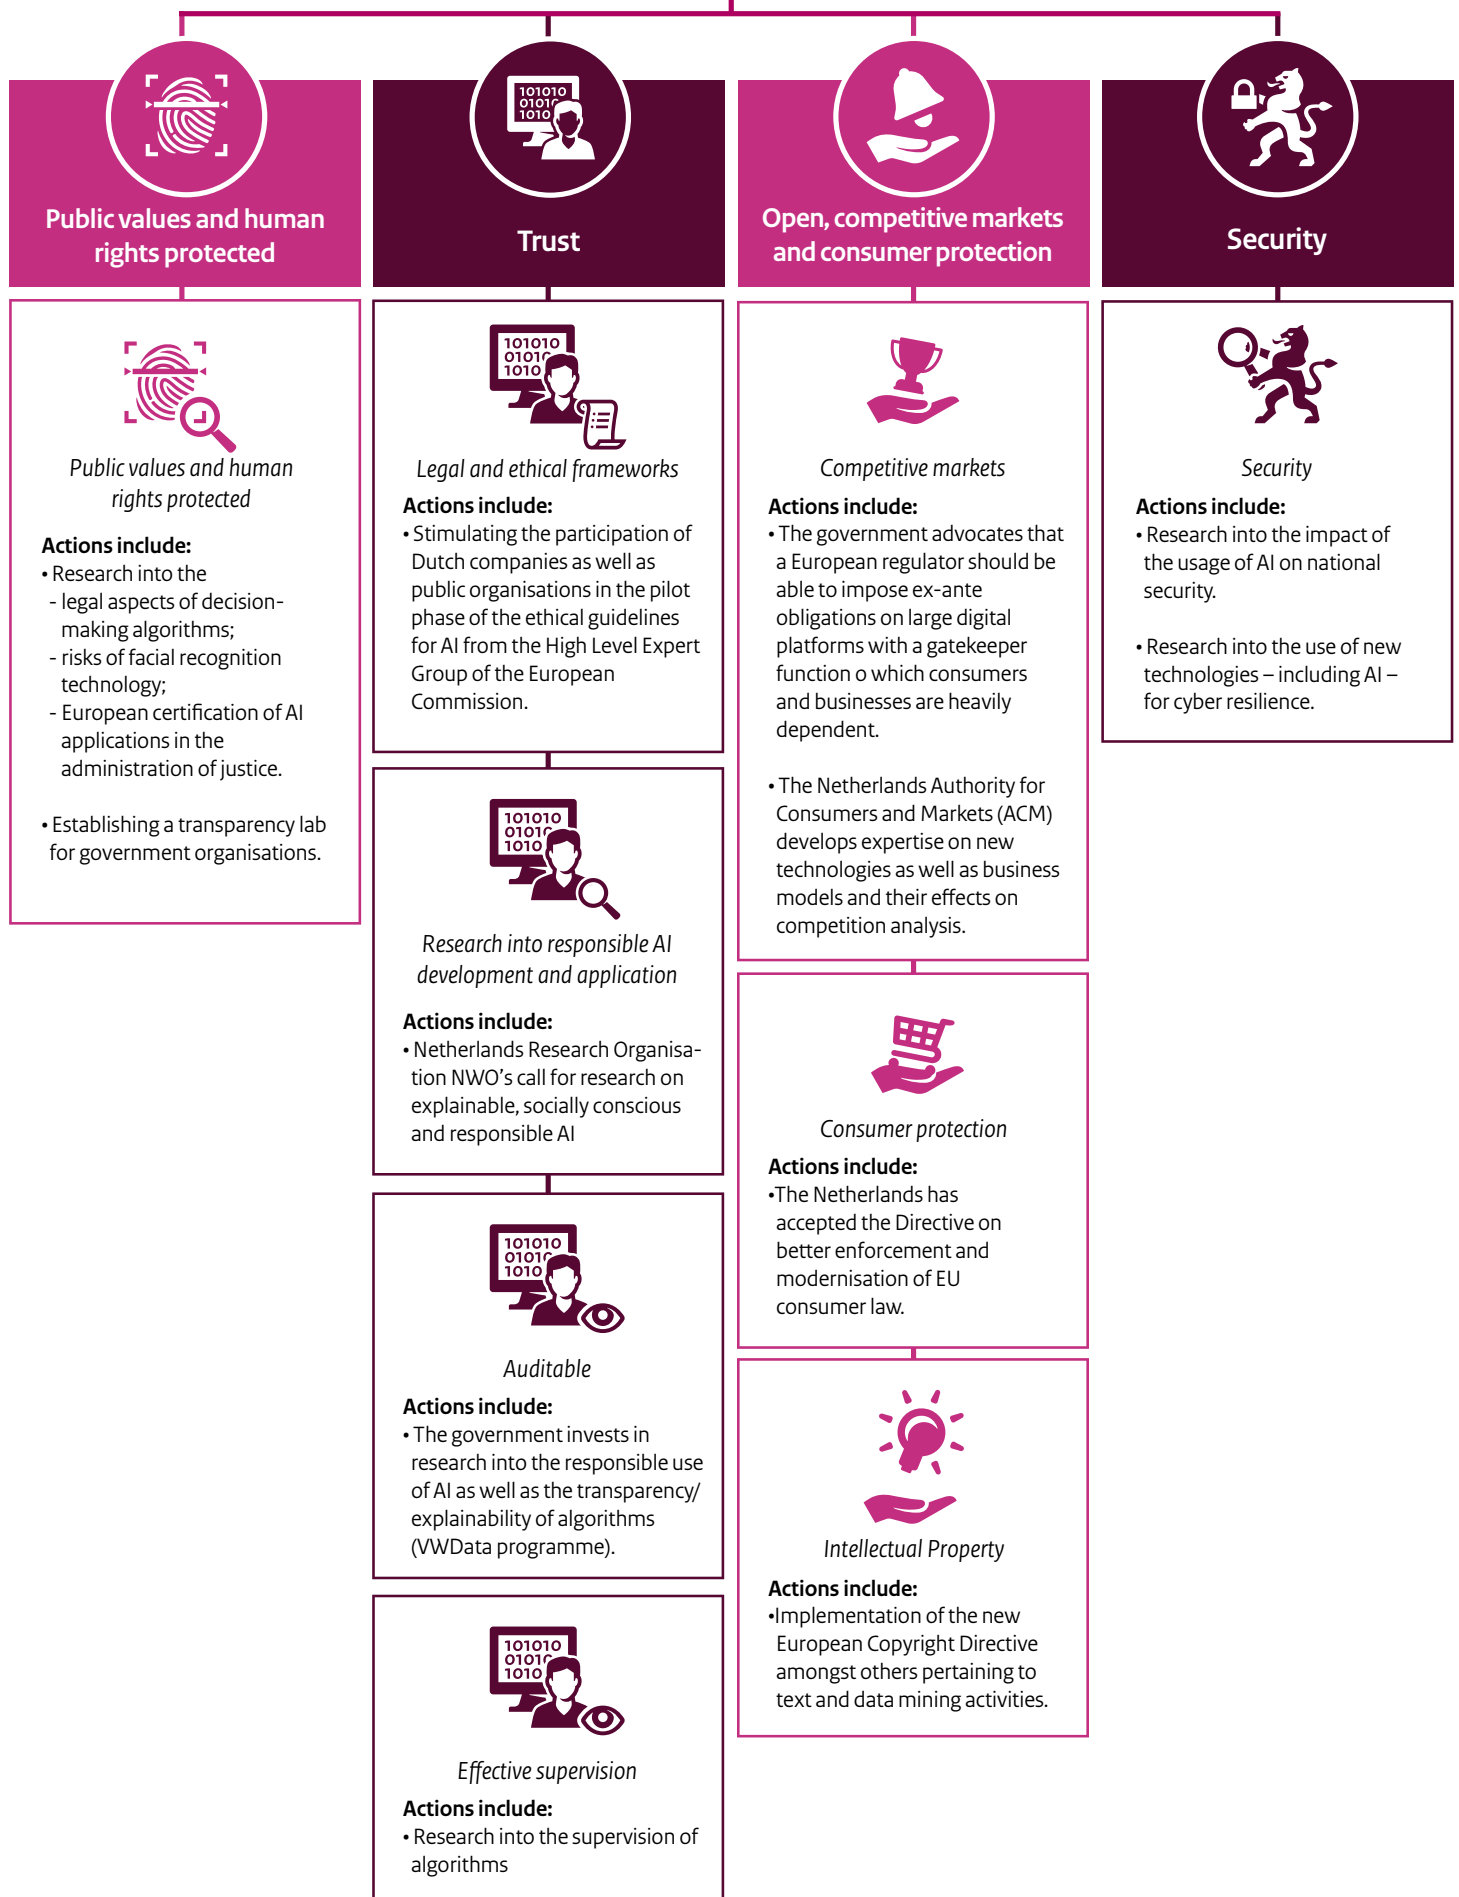 Public values and human
rights protected
Public values and human
rights protected
Actions include:
• Research into the
- legal aspects of decision-
making algorithms;
- risks of facial recognition
technology;
- European certification of AI
applications in the
administration of justice.
• Establishing a transparency lab
for government organisations.
101010
01010
1010
Trust
101010
01010
1010
Legal and ethical frameworks
Actions include:
• Stimulating the participation of
Dutch companies as well as
public organisations in the pilot
phase of the ethical guidelines
for AI from the High Level Expert
Group of the European
Commission.
101010
01010
1010
Research into responsible AI
development and application
Actions include:
• Netherlands Research Organisa-
tion NWO's call for research on
explainable, socially conscious
and responsible AI
101010
01010
1010
Auditable
Actions include:
• The government invests in
research into the responsible use
of AI as well as the transparency/
explainability of algorithms
(VWData programme).
101010
01010
1010
Effective supervision
Actions include:
• Research into the supervision of
algorithms
Open, competitive markets
and consumer protection
Competitive markets
Actions include:
• The government advocates that
a European regulator should be
able to impose ex-ante
obligations on large digital
platforms with a gatekeeper
function o which consumers
and businesses are heavily
dependent.
• The Netherlands Authority for
Consumers and Markets (ACM)
develops expertise on new
technologies as well as business
models and their effects on
competition analysis.
Consumer protection
Actions include:
•The Netherlands has
accepted the Directive on
better enforcement and
modernisation of EU
consumer law.
Intellectual Property
Actions include:
•Implementation of the new
European Copyright Directive
amongst others pertaining to
text and data mining activities.
Security
Security
Actions include:
• Research into the impact of
the usage of AI on national
security.
• Research into the use of new
technologies – including AI –
for cyber resilience.